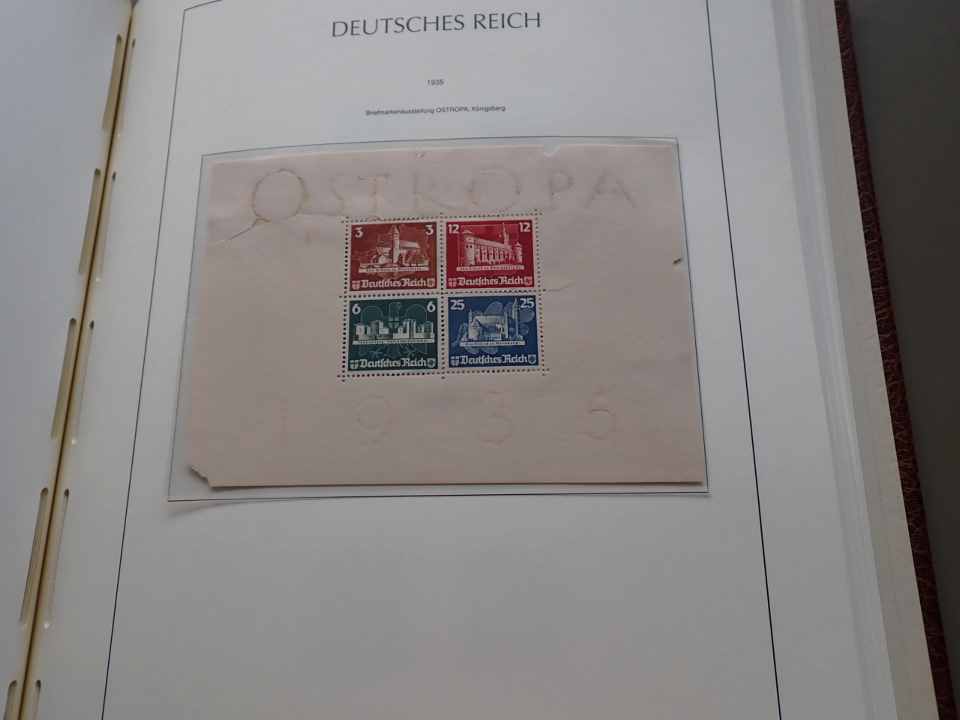 DEUTSCHES REICH
1935
Briefmarkenausstellung OSTROPA, Königsberg
OSTROPA
3 3
Deutsches Reich
12 12
Deutsches Reich
6 6
Deutsches Reich
25 25
Deutsches Reich
1935